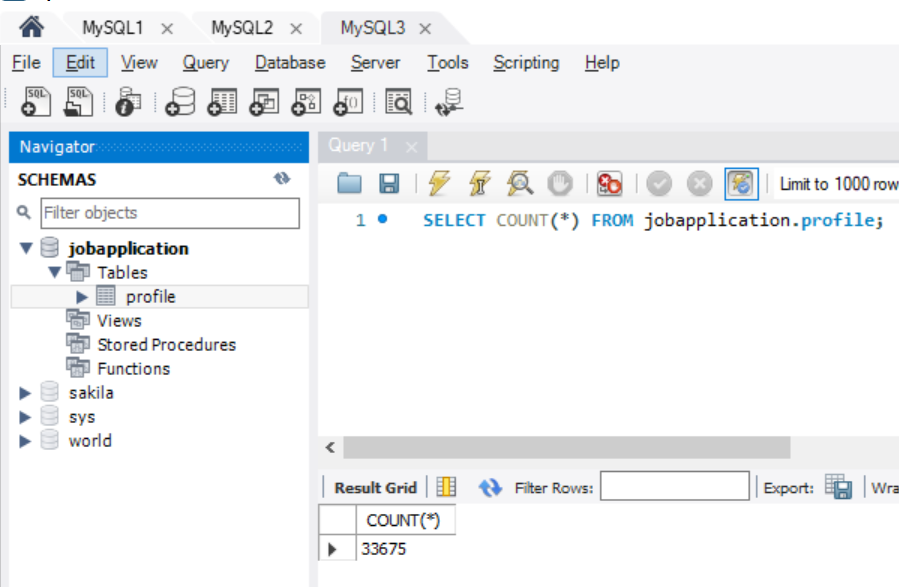 MySQL1 × MySQL2 × MySQL3 ×
File Edit View Query Database Server Tools Scripting Help
SQL SQL
Navigator
Query 1 ×
SCHEMAS
Limit to 1000 row
Filter objects
1 SELECT COUNT(*) FROM jobapplication.profile;
jobapplication
Tables
profile
Views
Stored Procedures
Functions
sakila
sys
world
Result Grid Filter Rows: Export: Wra
COUNT(*)
33675